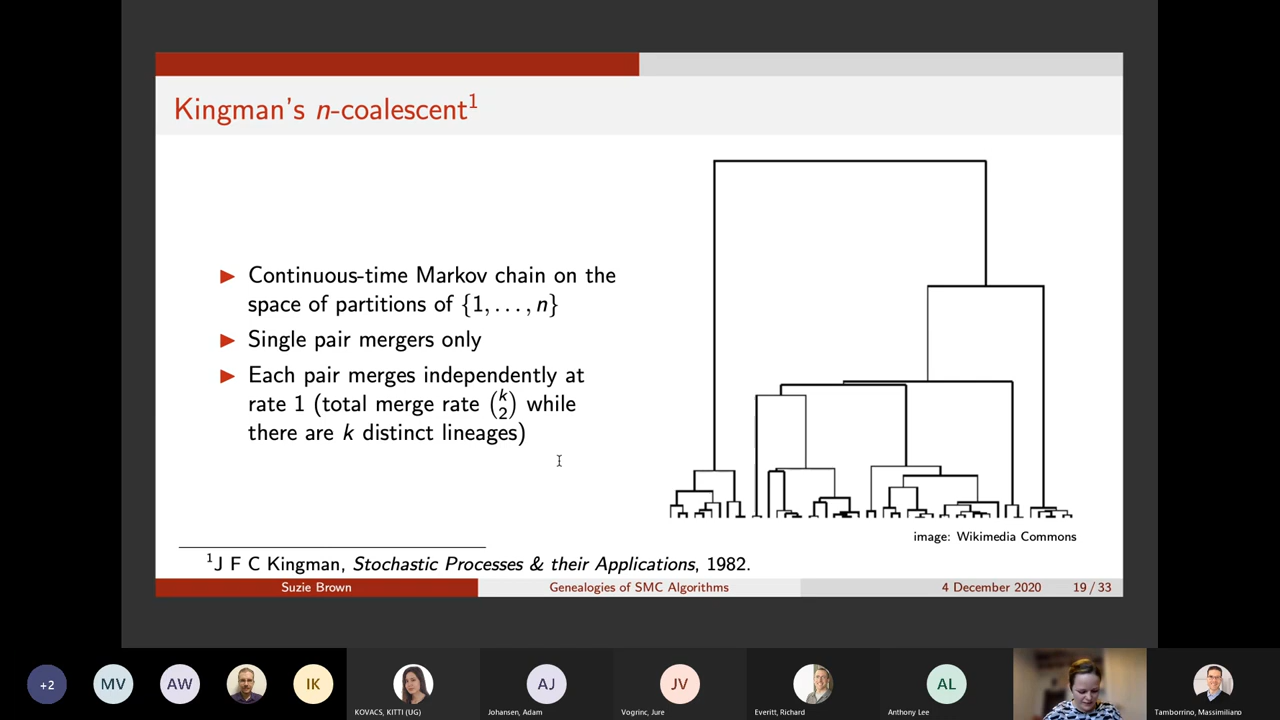 Kingman's n-coalescent¹
▶ Continuous-time Markov chain on the
space of partitions of {1, . . . , n}
▶ Single pair mergers only
▶ Each pair merges independently at
rate 1 (total merge rate (k 2) while
there are k distinct lineages)
image: Wikimedia Commons
¹J F C Kingman, Stochastic Processes & their Applications, 1982.
Suzie Brown Genealogies of SMC Algorithms 4 December 2020 19 / 33
+2 MV AW IK AJ JV AL
KOVACS, KITTI (UG) Johansen, Adam Vogrinc, Jure Everitt, Richard Anthony Lee Tamborrino, Massimiliano